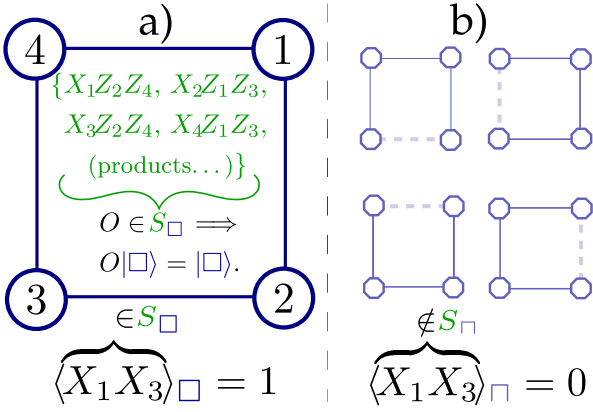 a)
b)
4
1
{X₁Z₂Z₄, X₂Z₁Z₃,
X₃Z₂Z₄, X₄Z₁Z₃,
(products...)}
O ∈ S□ ⟹
O|□⟩ = |□⟩.
3
2
∈ S□
⟨X₁X₃⟩□ = 1
∉ S⊓
⟨X₁X₃⟩⊓ = 0